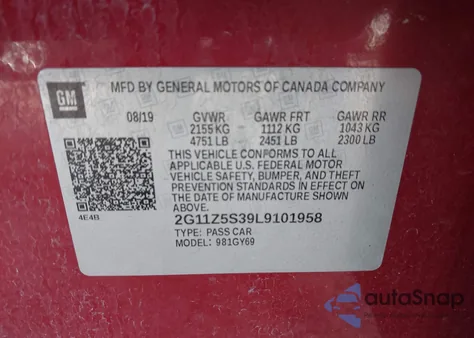 GM
MFD BY GENERAL MOTORS OF CANADA COMPANY
08/19 GVWR GAWR FRT GAWR RR
2155 KG 1112 KG 1043 KG
4751 LB 2451 LB 2300 LB
THIS VEHICLE CONFORMS TO ALL
APPLICABLE U.S. FEDERAL MOTOR
VEHICLE SAFETY, BUMPER, AND THEFT
PREVENTION STANDARDS IN EFFECT ON
THE DATE OF MANUFACTURE SHOWN
ABOVE.
4E4B
2G11Z5S39L9101958
TYPE: PASS CAR
MODEL: 981GY69
autoSnap